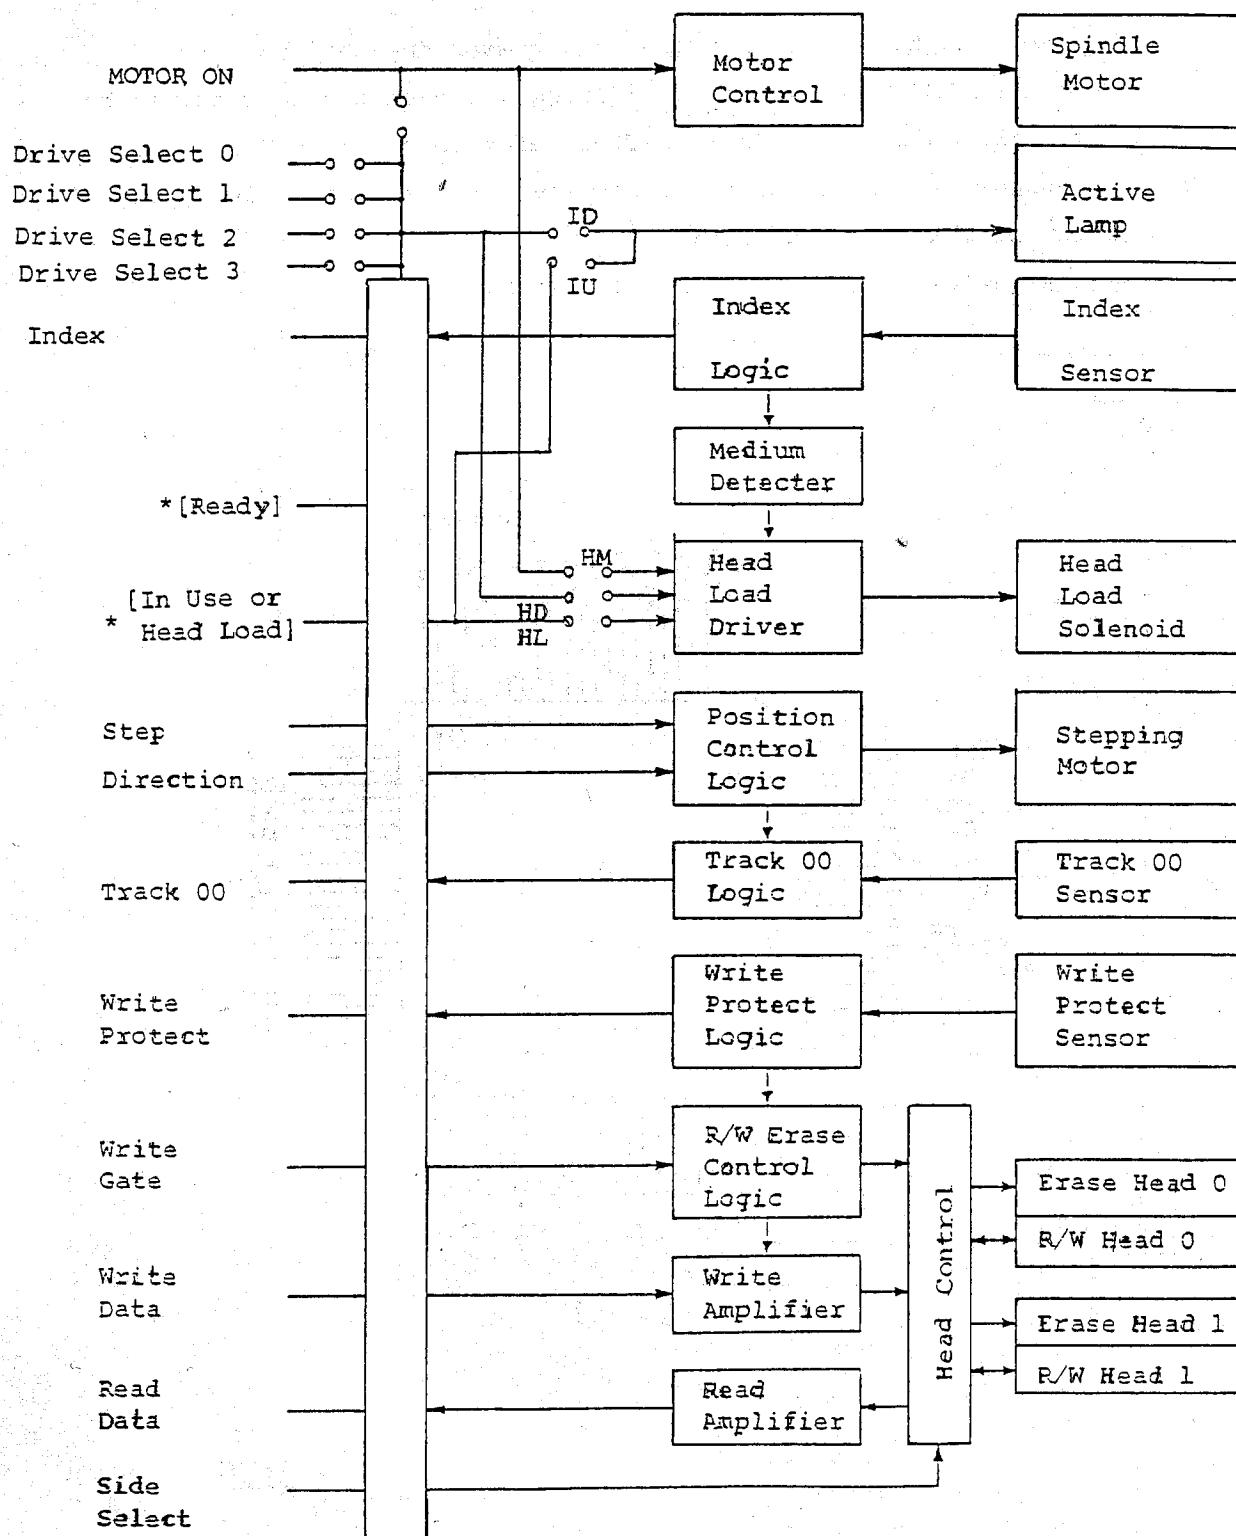 MOTOR ON
Motor
Control
Spindle
Motor
Drive Select 0
Drive Select 1
Drive Select 2
Drive Select 3
ID
IU
Active
Lamp
Index
Index
Logic
Index
Sensor
Medium
Detecter
*[Ready]
[In Use or
* Head Load]
HM
HD
HL
Head
Load
Driver
Head
Load
Solenoid
Step
Direction
Position
Control
Logic
Stepping
Motor
Track 00
Track 00
Logic
Track 00
Sensor
Write
Protect
Write
Protect
Logic
Write
Protect
Sensor
Write
Gate
R/W Erase
Control
Logic
Head Control
Erase Head 0
R/W Head 0
Erase Head 1
R/W Head 1
Write
Data
Write
Amplifier
Read
Data
Read
Amplifier
Side
Select